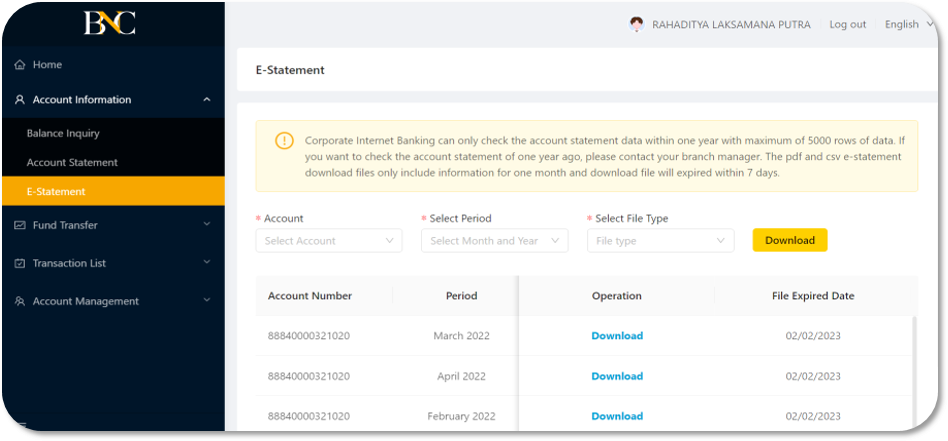 BNC
RAHADITYA LAKSAMANA PUTRA Log out English
Home
Account Information
Balance Inquiry
Account Statement
E-Statement
Fund Transfer
Transaction List
Account Management
E-Statement
Corporate Internet Banking can only check the account statement data within one year with maximum of 5000 rows of data. If
you want to check the account statement of one year ago, please contact your branch manager. The pdf and csv e-statement
download files only include information for one month and download file will expired within 7 days.
* Account * Select Period * Select File Type
Select Account Select Month and Year File type Download
Account Number Period Operation File Expired Date
88840000321020 March 2022 Download 02/02/2023
88840000321020 April 2022 Download 02/02/2023
88840000321020 February 2022 Download 02/02/2023